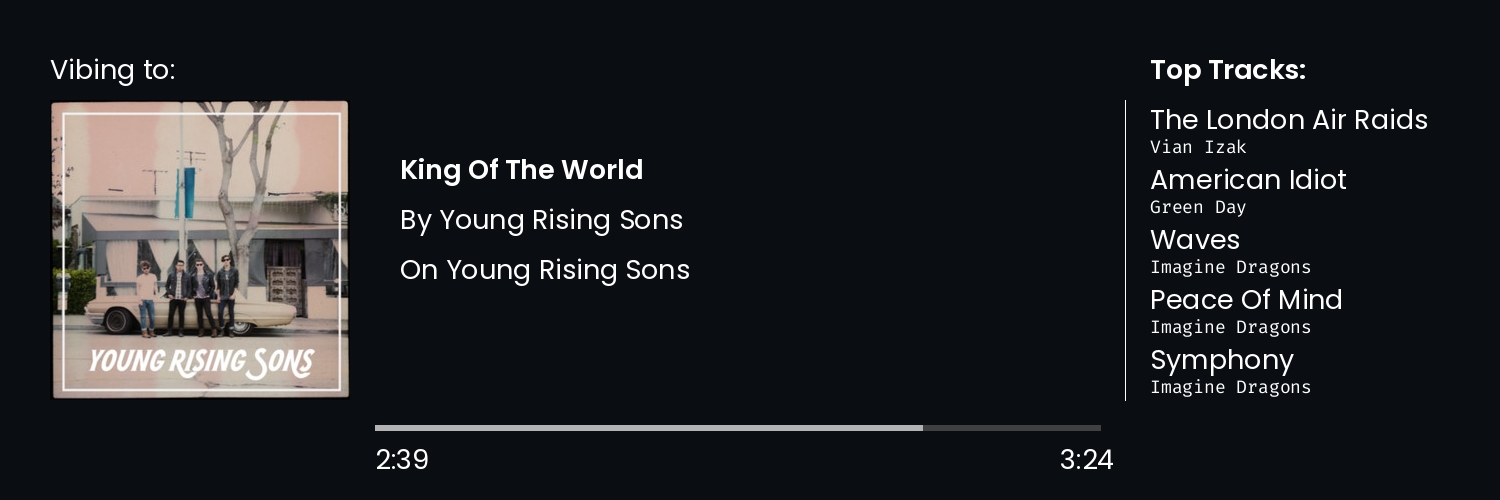 Vibing to:
YOUNG RISING SONS
King Of The World
By Young Rising Sons
On Young Rising Sons
2:39
3:24
Top Tracks:
The London Air Raids
Vian Izak
American Idiot
Green Day
Waves
Imagine Dragons
Peace Of Mind
Imagine Dragons
Symphony
Imagine Dragons